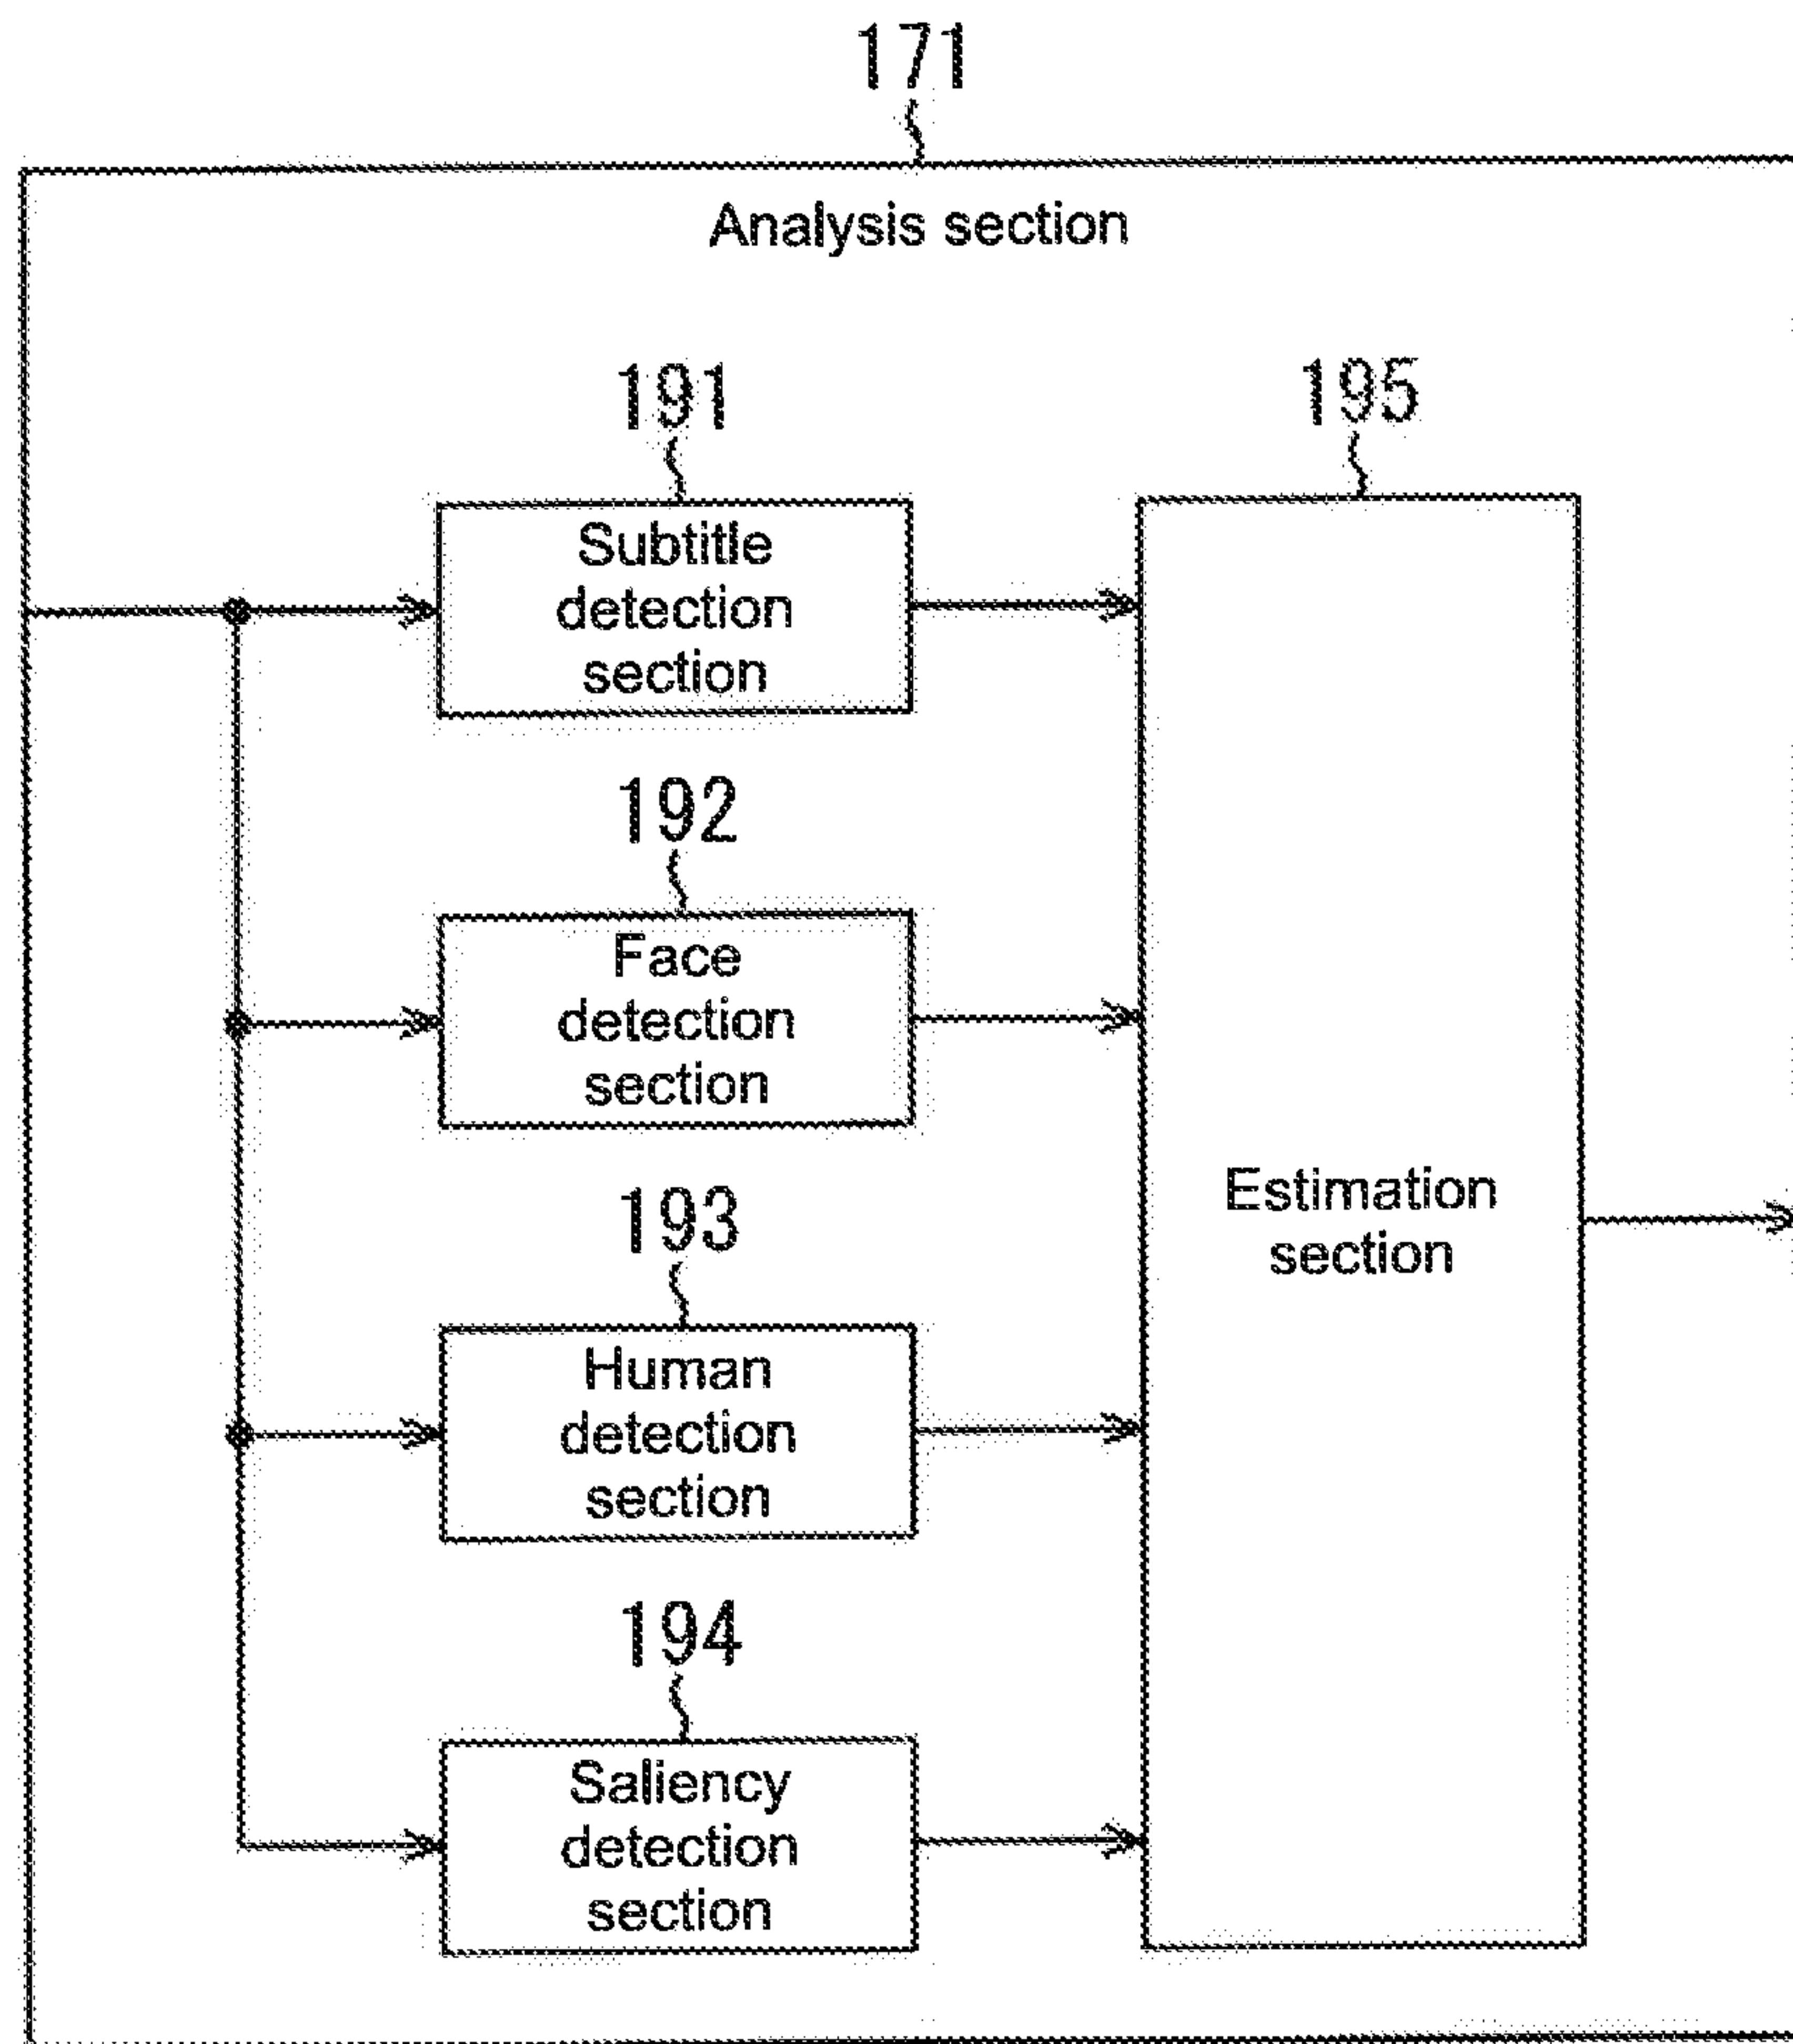 171
Analysis section
191
195
Subtitle
detection
section
192
Face
detection
section
193
Estimation
section
Human
detection
section
194
Saliency
detection
section